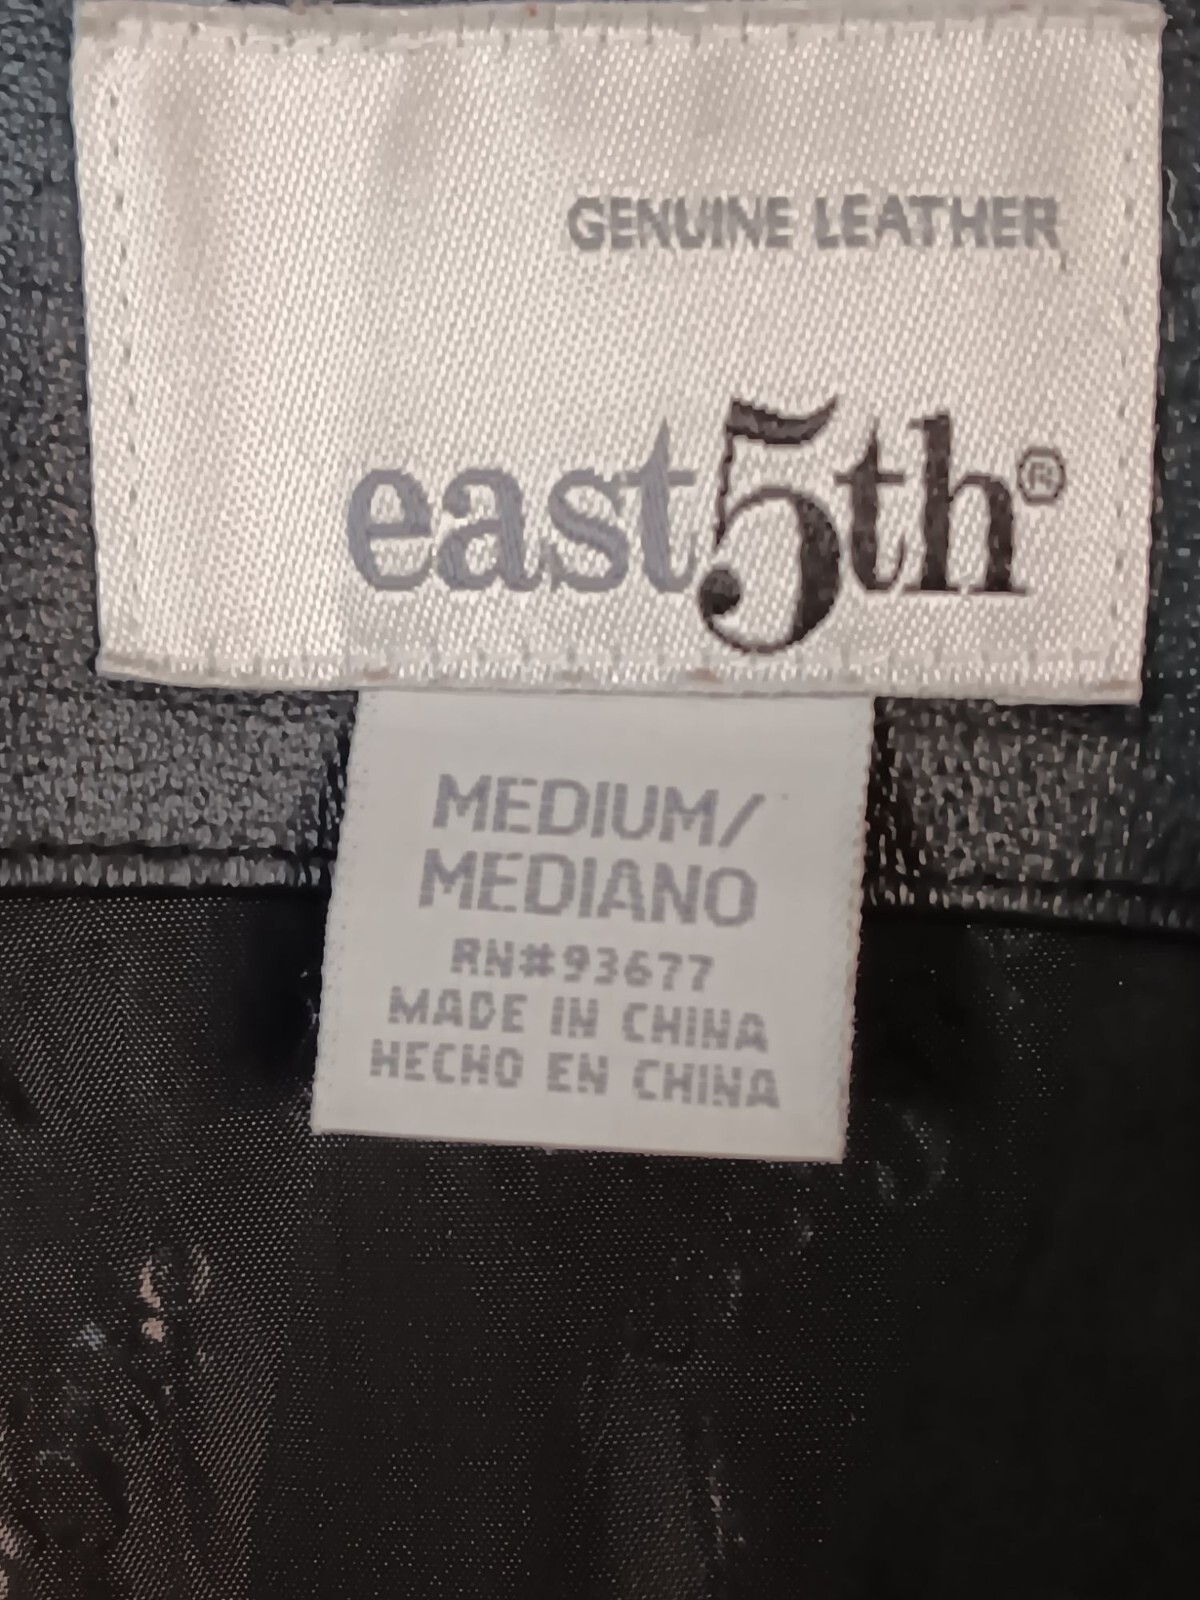 GENUINE LEATHER
east5th®
MEDIUM/
MEDIANO
RN#93677
MADE IN CHINA
HECHO EN CHINA